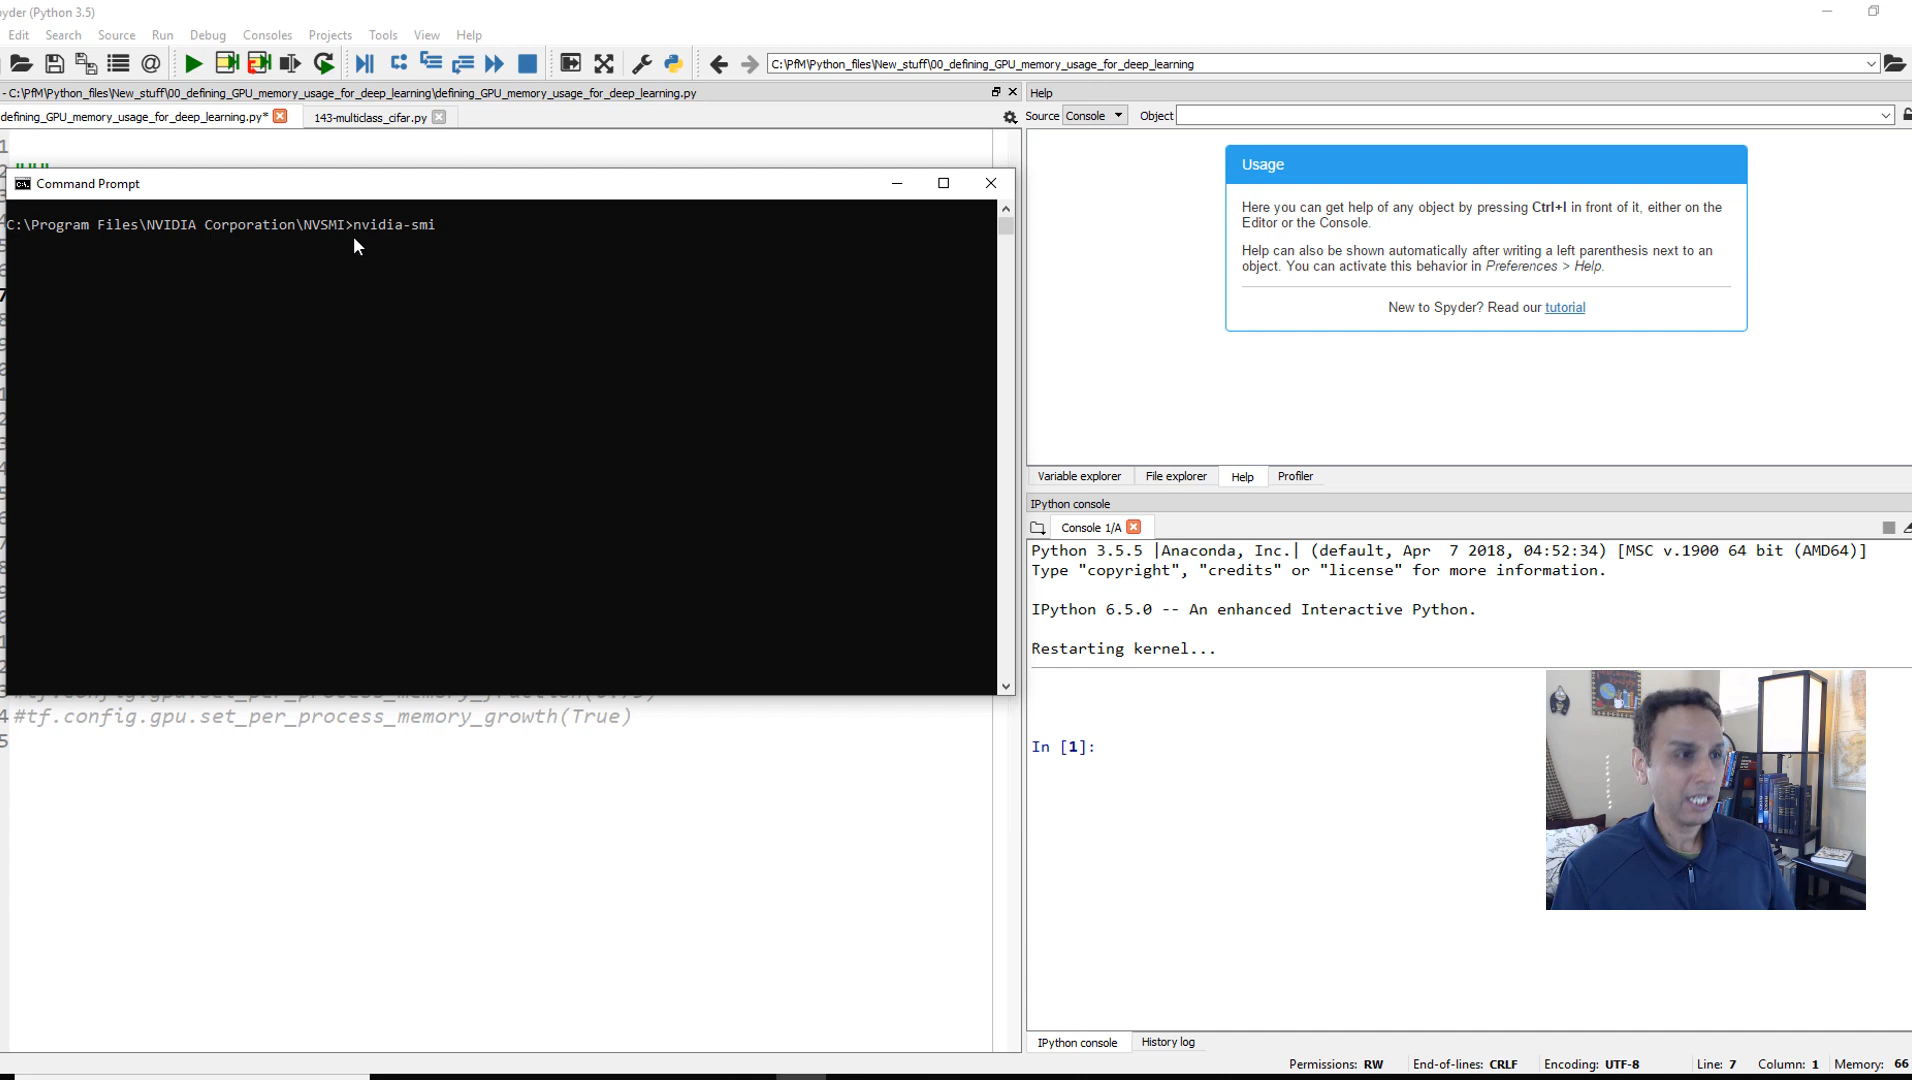 yder (Python 3.5)
Edit Search Source Run Debug Consoles Projects Tools View Help
C:\PfM\Python_files\New_stuff\00_defining_GPU_memory_usage_for_deep_learning
- C:\PfM\Python_files\New_stuff\00_defining_GPU_memory_usage_for_deep_learning\defining_GPU_memory_usage_for_deep_learning.py
defining_GPU_memory_usage_for_deep_learning.py*
143-multiclass_cifar.py
1
2
Command Prompt
C:\Program Files\NVIDIA Corporation\NVSMI>nvidia-smi
4 #tf.config.gpu.set_per_process_memory_growth(True)
5
Help
Source Console Object
Usage
Here you can get help of any object by pressing Ctrl+I in front of it, either on the
Editor or the Console.
Help can also be shown automatically after writing a left parenthesis next to an
object. You can activate this behavior in Preferences > Help.
New to Spyder? Read our tutorial
Variable explorer File explorer Help Profiler
IPython console
Console 1/A
Python 3.5.5 |Anaconda, Inc.| (default, Apr  7 2018, 04:52:34) [MSC v.1900 64 bit (AMD64)]
Type "copyright", "credits" or "license" for more information.
IPython 6.5.0 -- An enhanced Interactive Python.
Restarting kernel...
In [1]:
IPython console History log
Permissions: RW End-of-lines: CRLF Encoding: UTF-8 Line: 7 Column: 1 Memory: 66